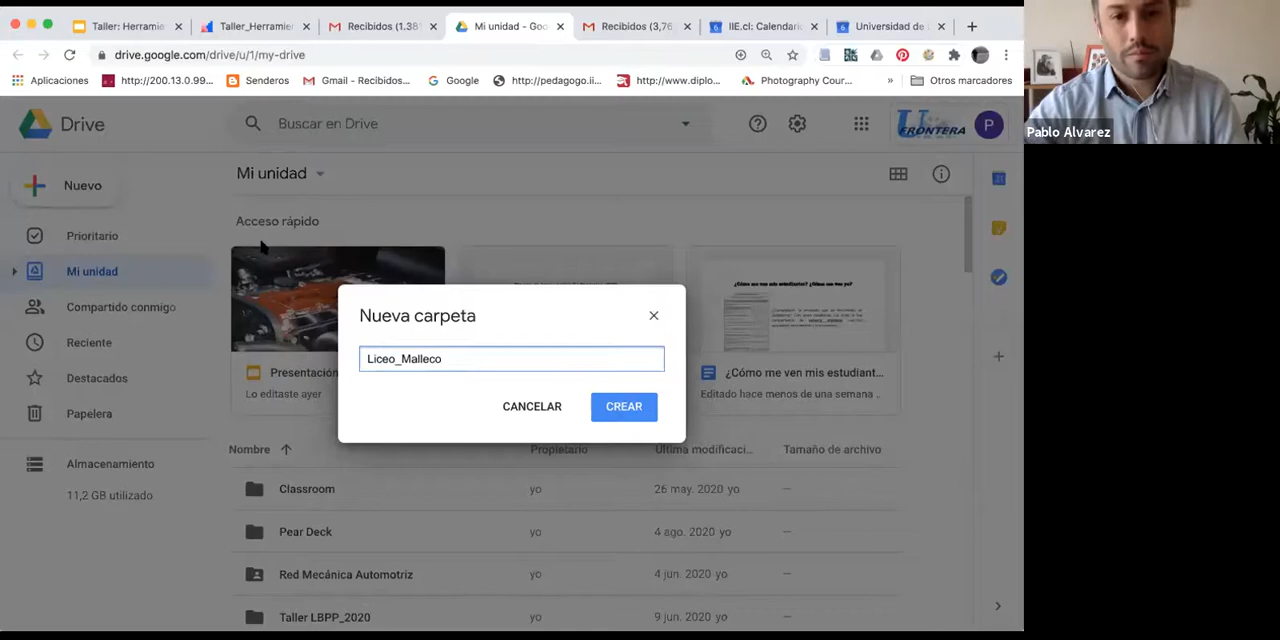 Taller: Herramie
Taller_Herramie
Recibidos (1.381
Mi unidad - Goo
Recibidos (3,76
IIE.cl: Calendario
Universidad de
drive.google.com/drive/u/1/my-drive
Aplicaciones
http://200.13.0.99...
Senderos
Gmail - Recibidos...
Google
http://pedagogo.ii...
http://www.diplo...
Photography Cour...
»
Otros marcadores
Drive
Buscar en Drive
FRONTERA
P
Nuevo
Mi unidad
Acceso rápido
Prioritario
Mi unidad
Compartido conmigo
Reciente
Destacados
Papelera
Almacenamiento
11,2 GB utilizado
Presentación
Lo editaste ayer
¿Cómo me ven mis estudiant...
Editado hace menos de una semana ...
Nueva carpeta
Liceo_Malleco
CANCELAR
CREAR
Nombre
Propietario
Última modificaci...
Tamaño de archivo
Classroom
yo
26 may. 2020 yo
—
Pear Deck
yo
4 ago. 2020 yo
—
Red Mecánica Automotriz
yo
4 jun. 2020 yo
—
Taller LBPP_2020
yo
9 jun. 2020 yo
—
Pablo Alvarez